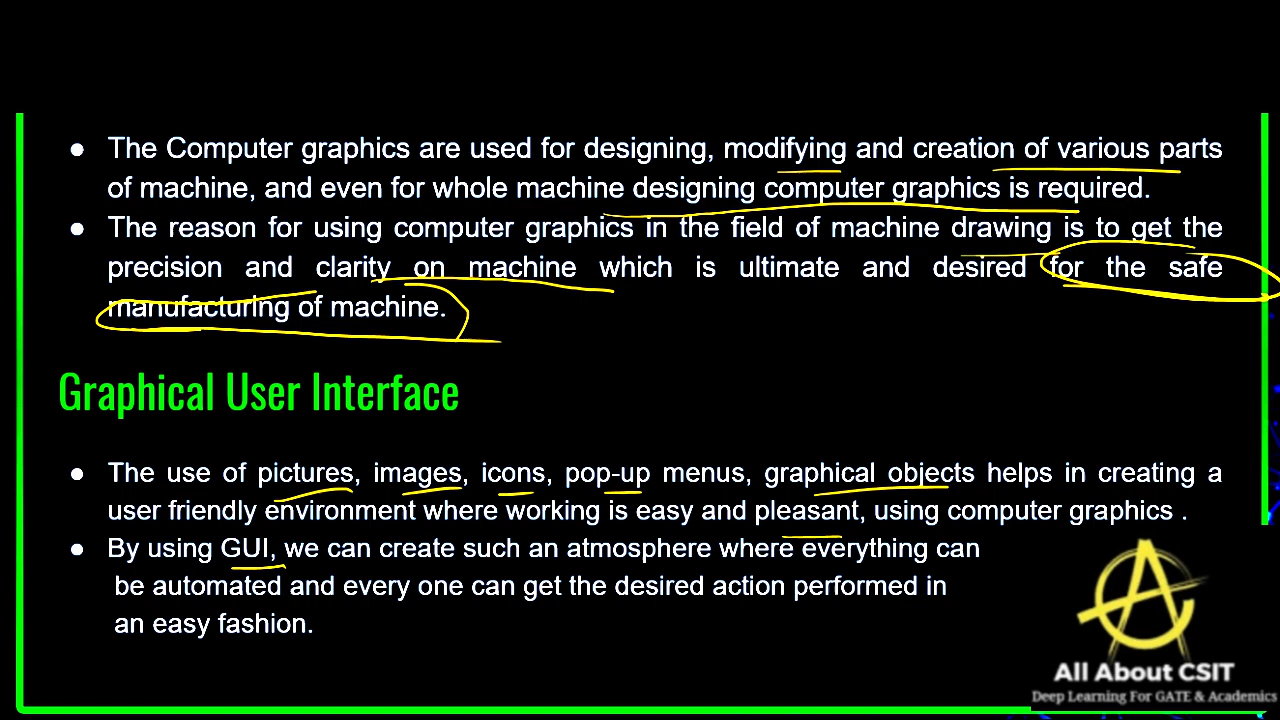 ● The Computer graphics are used for designing, modifying and creation of various parts
of machine, and even for whole machine designing computer graphics is required.
● The reason for using computer graphics in the field of machine drawing is to get the
precision and clarity on machine which is ultimate and desired for the safe
manufacturing of machine.
Graphical User Interface
● The use of pictures, images, icons, pop-up menus, graphical objects helps in creating a
user friendly environment where working is easy and pleasant, using computer graphics .
● By using GUI, we can create such an atmosphere where everything can
be automated and every one can get the desired action performed in
an easy fashion.
All About CSIT
Deep Learning For GATE & Academics